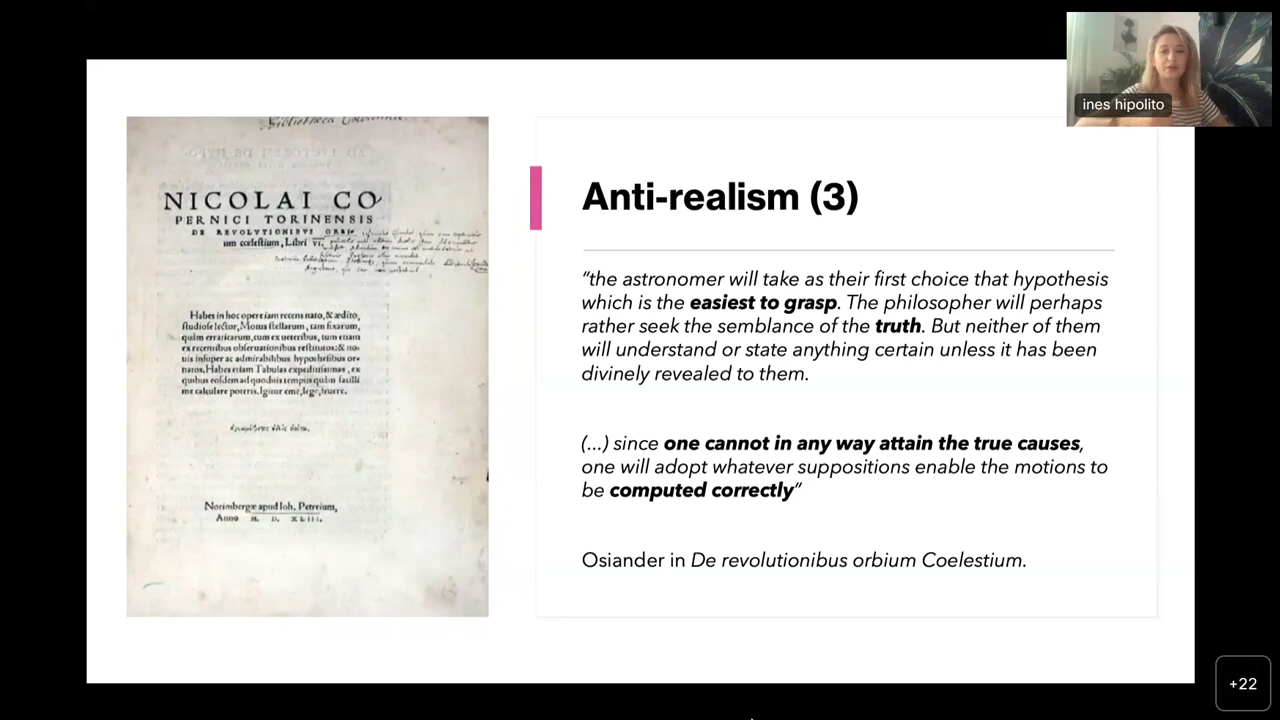 ines hipolito
NICOLAI CO
PERNICI TORINENSIS
DE REVOLVTIONIBVS ORBI-
um cœlestium, Libri VI.
Habes in hoc opere iam recens nato, & ædito,
studiose lector, Motus stellarum, tam fixarum,
quàm erraticarum, cum ex ueteribus, tum etiam
ex recentibus obseruationibus restitutos: & no-
uis insuper ac admirabilibus hypothesibus or-
natos. Habes etiam Tabulas expeditissimas, ex
quibus eosdem ad quoduis tempus quàm facilli
me calculare poteris. Igitur eme, lege, fruere.
Norimbergæ apud Ioh. Petreium,
Anno M. D. XLIII.
Anti-realism (3)
“the astronomer will take as their first choice that hypothesis
which is the easiest to grasp. The philosopher will perhaps
rather seek the semblance of the truth. But neither of them
will understand or state anything certain unless it has been
divinely revealed to them.
(...) since one cannot in any way attain the true causes,
one will adopt whatever suppositions enable the motions to
be computed correctly”
Osiander in De revolutionibus orbium Coelestium.
+22